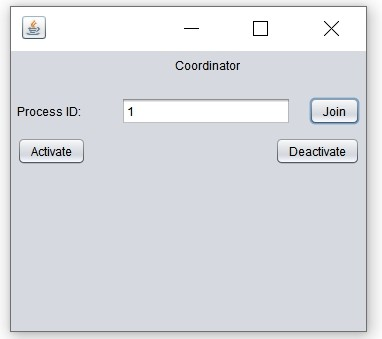 Coordinator
Process ID: 1 Join
Activate Deactivate